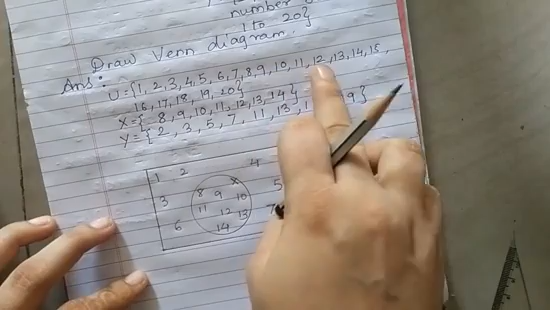 number
1 to 20}
Draw Venn diagram.
Ans: U = {1, 2, 3, 4, 5, 6, 7, 8, 9, 10, 11, 12, 13, 14, 15,
16, 17, 18, 19, 20}
X = { 8, 9, 10, 11, 12, 13, 14}
Y = { 2, 3, 5, 7, 11, 13, 1 9}
1 2 4
X
8 9 10
5
3
11 12 13
7
6
14